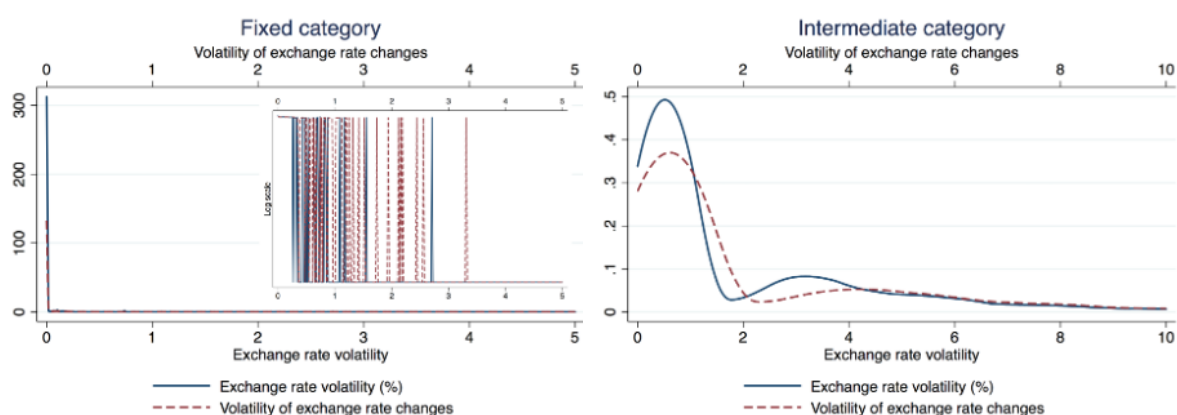 Fixed category
Volatility of exchange rate changes
0 1 2 3 4 5
300
200
100
0
0 1 2 3 4 5
Log scale
0 1 2 3 4 5
0 1 2 3 4 5
Exchange rate volatility
Exchange rate volatility (%)
Volatility of exchange rate changes
Intermediate category
Volatility of exchange rate changes
0 2 4 6 8 10
.5
.4
.3
.2
.1
0
0 2 4 6 8 10
Exchange rate volatility
Exchange rate volatility (%)
Volatility of exchange rate changes